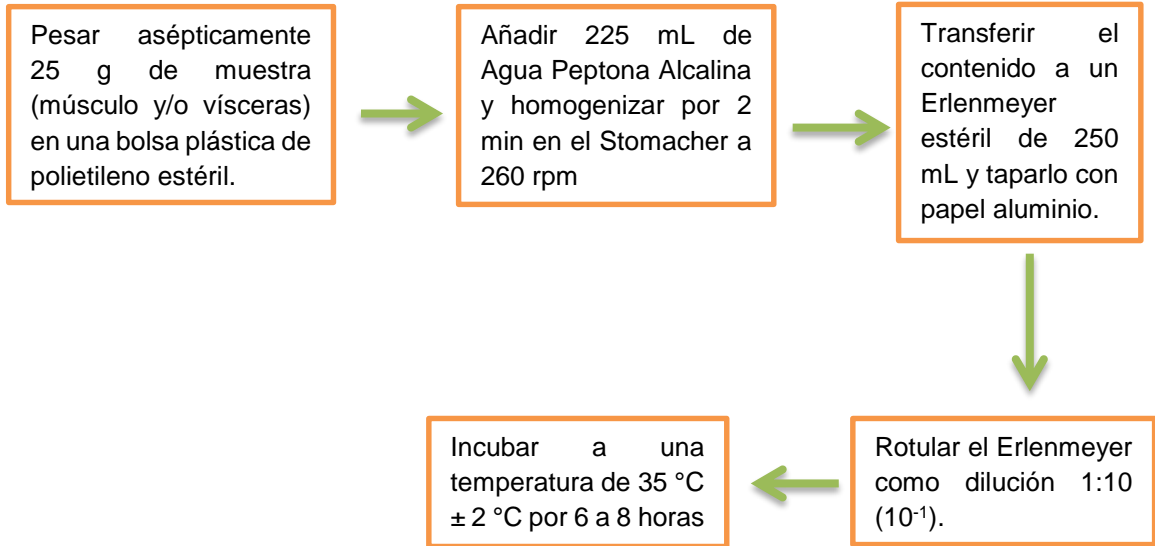 Pesar asépticamente
25 g de muestra
(músculo y/o vísceras)
en una bolsa plástica de
polietileno estéril.
Añadir 225 mL de
Agua Peptona Alcalina
y homogenizar por 2
min en el Stomacher a
260 rpm
Transferir el
contenido a un
Erlenmeyer
estéril de 250
mL y taparlo con
papel aluminio.
Rotular el Erlenmeyer
como dilución 1:10
(10⁻¹).
Incubar a una
temperatura de 35 °C
± 2 °C por 6 a 8 horas